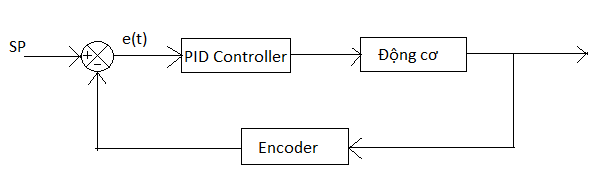 SP
+
−
e(t)
PID Controller
Động cơ
Encoder